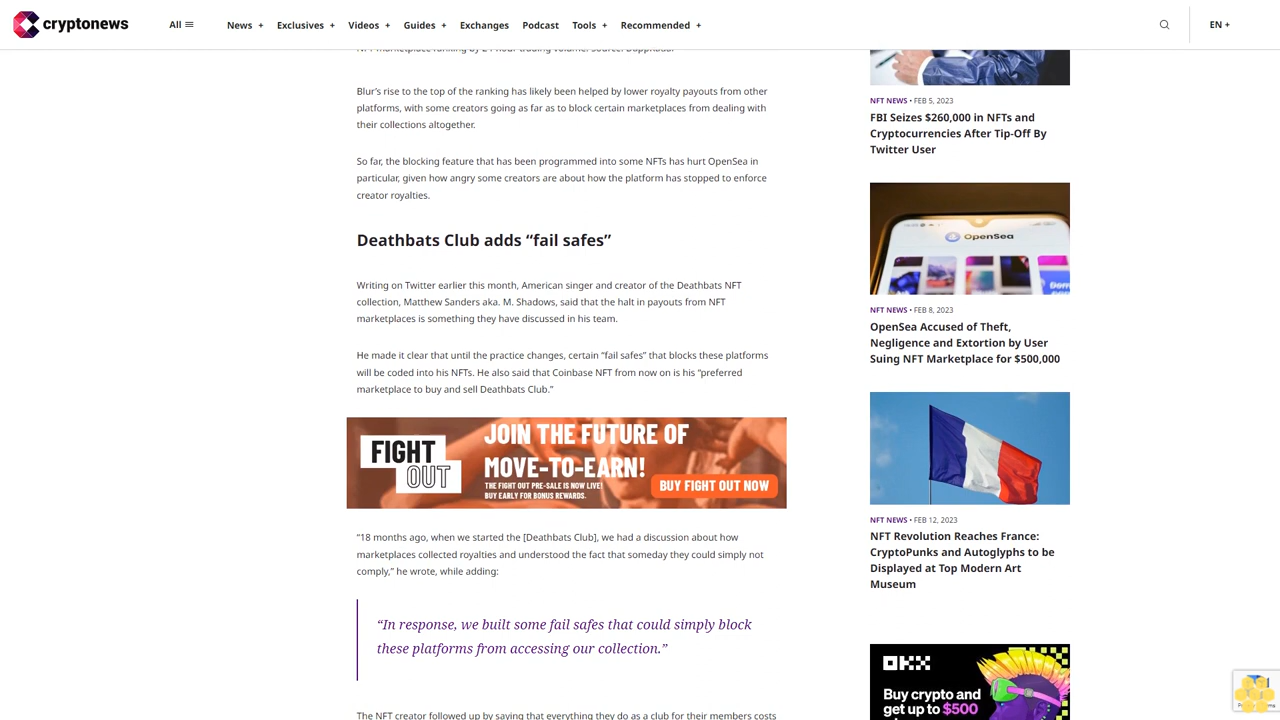 cryptonews
All
News +
Exclusives +
Videos +
Guides +
Exchanges
Podcast
Tools +
Recommended +
EN +
Blur’s rise to the top of the ranking has likely been helped by lower royalty payouts from other
platforms, with some creators going as far as to block certain marketplaces from dealing with
their collections altogether.
So far, the blocking feature that has been programmed into some NFTs has hurt OpenSea in
particular, given how angry some creators are about how the platform has stopped to enforce
creator royalties.
Deathbats Club adds “fail safes”
Writing on Twitter earlier this month, American singer and creator of the Deathbats NFT
collection, Matthew Sanders aka. M. Shadows, said that the halt in payouts from NFT
marketplaces is something they have discussed in his team.
He made it clear that until the practice changes, certain “fail safes” that blocks these platforms
will be coded into his NFTs. He also said that Coinbase NFT from now on is his “preferred
marketplace to buy and sell Deathbats Club.”
FIGHT
OUT
JOIN THE FUTURE OF
MOVE-TO-EARN!
THE FIGHT OUT PRE-SALE IS NOW LIVE!
BUY EARLY FOR BONUS REWARDS.
BUY FIGHT OUT NOW
“18 months ago, when we started the [Deathbats Club], we had a discussion about how
marketplaces collected royalties and understood the fact that someday they could simply not
comply,” he wrote, while adding:
“In response, we built some fail safes that could simply block
these platforms from accessing our collection.”
The NFT creator followed up by saying that everything they do as a club for their members costs
NFT NEWS • FEB 5, 2023
FBI Seizes $260,000 in NFTs and
Cryptocurrencies After Tip-Off By
Twitter User
OpenSea
NFT NEWS • FEB 8, 2023
OpenSea Accused of Theft,
Negligence and Extortion by User
Suing NFT Marketplace for $500,000
NFT NEWS • FEB 12, 2023
NFT Revolution Reaches France:
CryptoPunks and Autoglyphs to be
Displayed at Top Modern Art
Museum
OKX
Buy crypto and
get up to $500